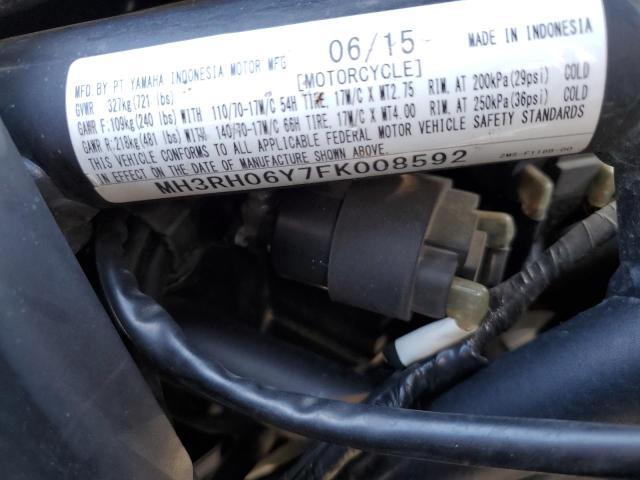 MFD. BY PT YAMAHA INDONESIA MOTOR MFG 06/15 MADE IN INDONESIA
GVWR 327kg(721 lbs) [MOTORCYCLE]
GAWR F.109kg(240 lbs)WITH 110/70-17M/C 54H TIRE, 17M/C X MT2.75 RIM, AT 200kPa(29psi) COLD
GAWR R.218kg(481 lbs)WITH 140/70-17M/C 66H TIRE, 17M/C X MT4.00 RIM, AT 250kPa(36psi) COLD
THIS VEHICLE CONFORMS TO ALL APPLICABLE FEDERAL MOTOR VEHICLE SAFETY STANDARDS
IN EFFECT ON THE DATE OF MANUFACTURE SHOWN ABOVE.
MH3RH06Y7FK008592